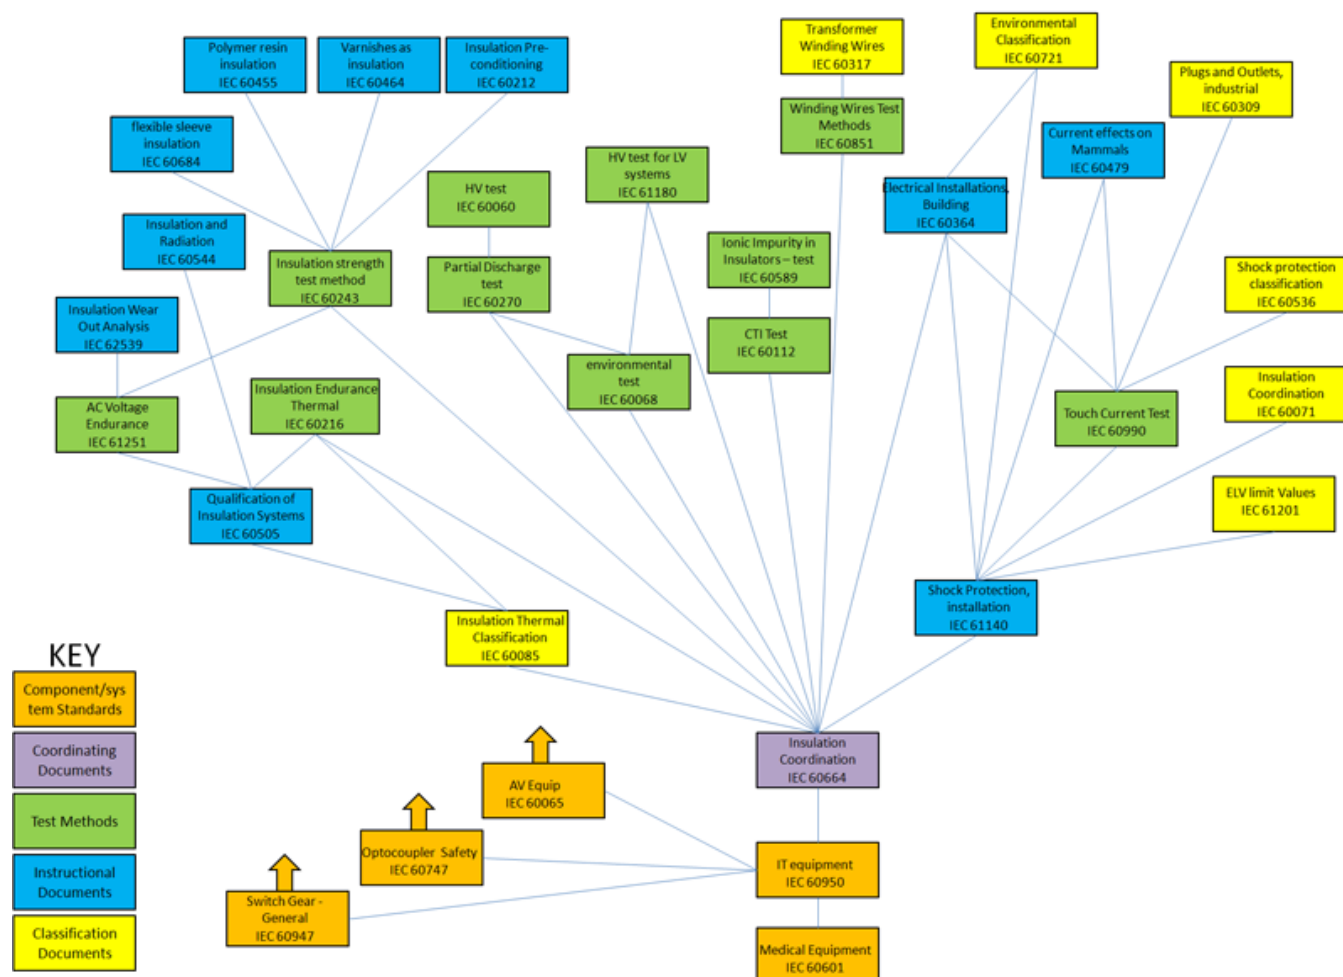 Polymer resin
insulation
IEC 60455
Varnishes as
insulation
IEC 60464
Insulation Pre-
conditioning
IEC 60212
Transformer
Winding Wires
IEC 60317
Environmental
Classification
IEC 60721
Plugs and Outlets,
industrial
IEC 60309
flexible sleeve
insulation
IEC 60684
Winding Wires Test
Methods
IEC 60851
Current effects on
Mammals
IEC 60479
HV test for LV
systems
IEC 61180
HV test
IEC 60060
Electrical Installations,
Building
IEC 60364
Insulation and
Radiation
IEC 60544
Insulation strength
test method
IEC 60243
Partial Discharge
test
IEC 60270
Ionic Impurity in
Insulators – test
IEC 60589
Shock protection
classification
IEC 60536
Insulation Wear
Out Analysis
IEC 62539
CTI Test
IEC 60112
environmental
test
IEC 60068
Insulation Endurance
Thermal
IEC 60216
Insulation
Coordination
IEC 60071
AC Voltage
Endurance
IEC 61251
Touch Current Test
IEC 60990
Qualification of
Insulation Systems
IEC 60505
ELV limit Values
IEC 61201
Shock Protection,
installation
IEC 61140
Insulation Thermal
Classification
IEC 60085
KEY
Component/sys
tem Standards
Coordinating
Documents
Test Methods
Instructional
Documents
Classification
Documents
Insulation
Coordination
IEC 60664
AV Equip
IEC 60065
Optocoupler Safety
IEC 60747
IT equipment
IEC 60950
Switch Gear -
General
IEC 60947
Medical Equipment
IEC 60601